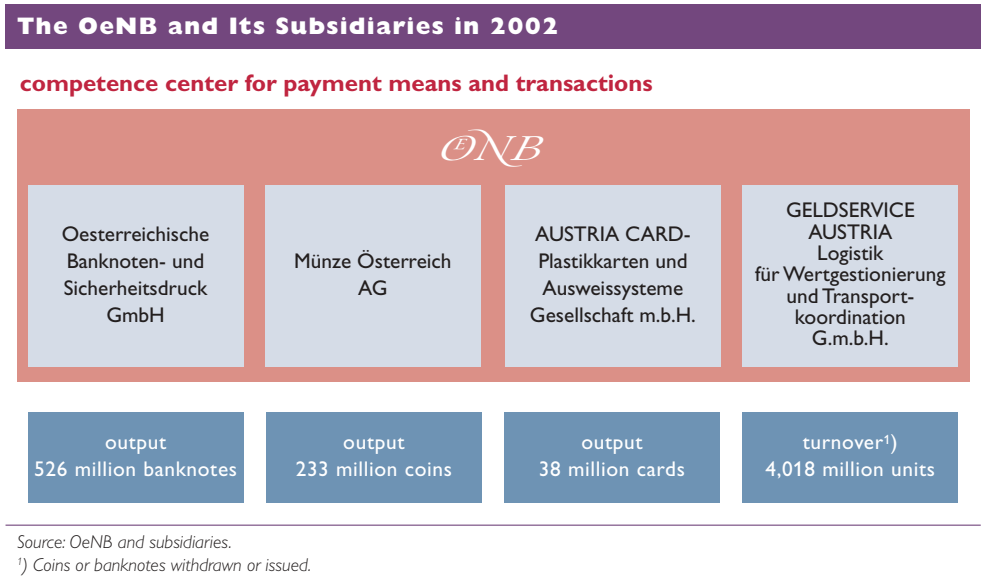 The OeNB and Its Subsidiaries in 2002
competence center for payment means and transactions
OENB
Oesterreichische
Banknoten- und
Sicherheitsdruck
GmbH
Münze Österreich
AG
AUSTRIA CARD-
Plastikkarten und
Ausweissysteme
Gesellschaft m.b.H.
GELDSERVICE
AUSTRIA
Logistik
für Wertgestionierung
und Transport-
koordination
G.m.b.H.
output
526 million banknotes
output
233 million coins
output
38 million cards
turnover¹)
4,018 million units
Source: OeNB and subsidiaries.
¹) Coins or banknotes withdrawn or issued.